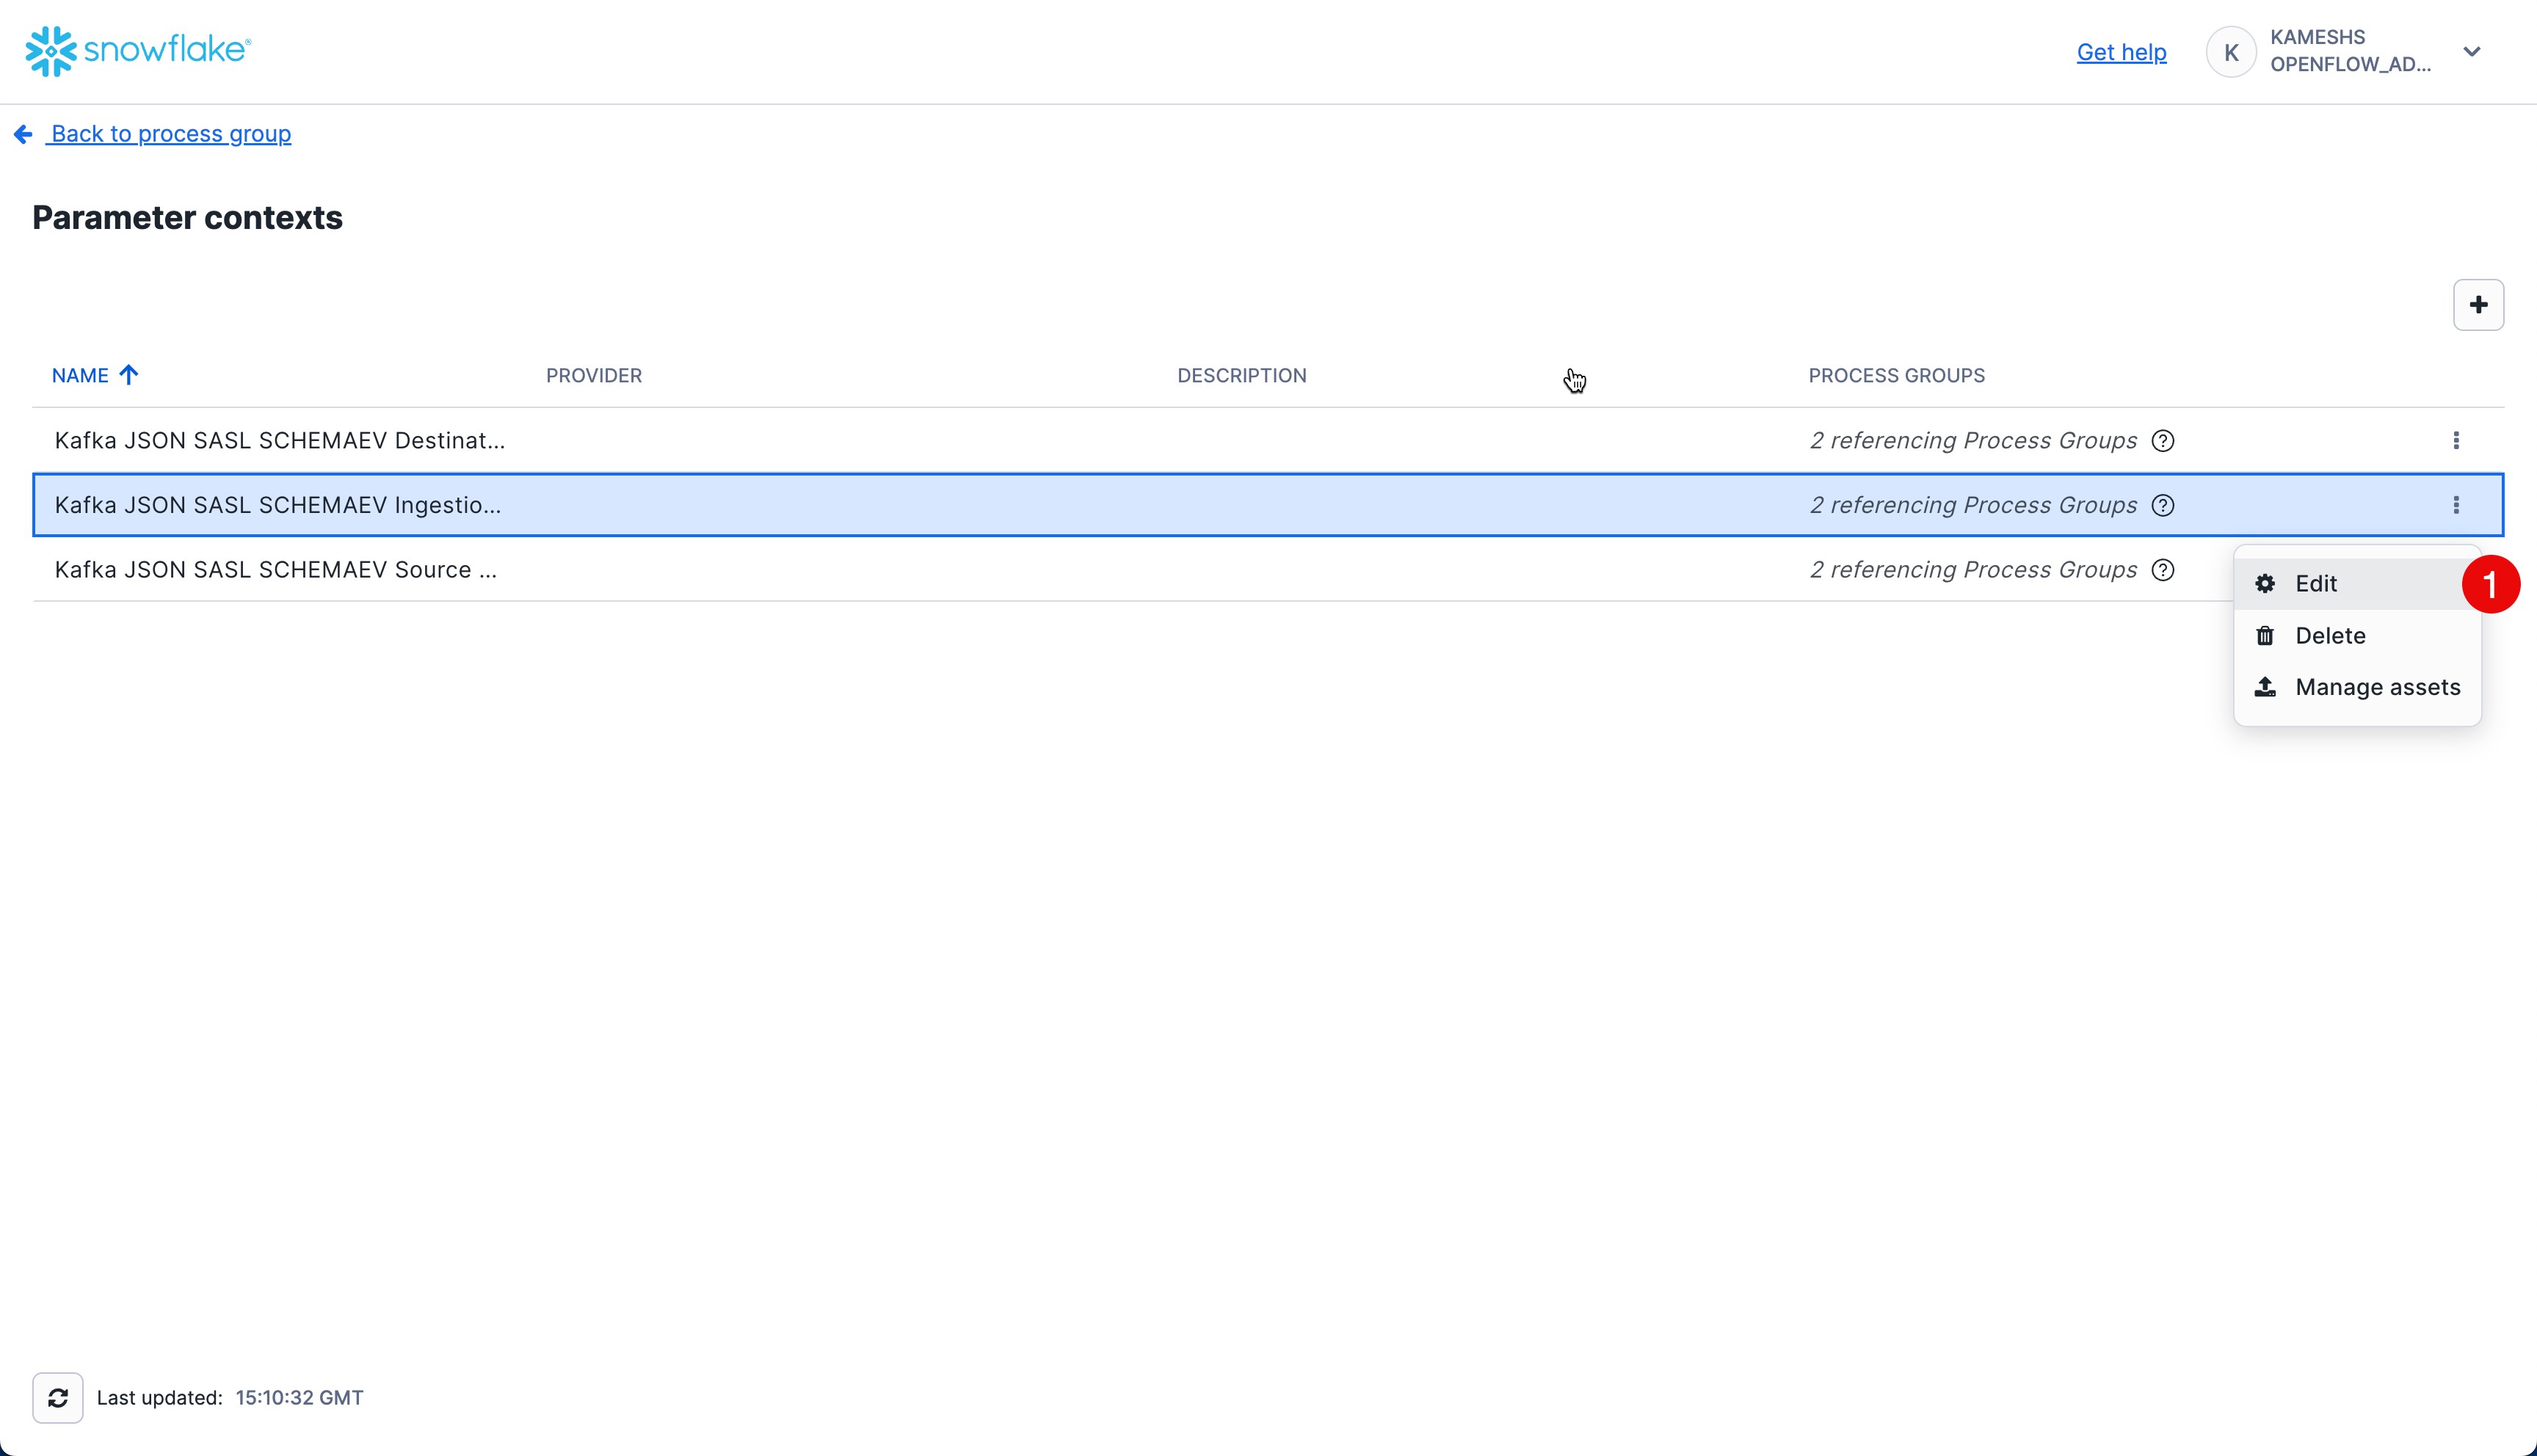 snowflake®
Get help
K
KAMESHS
OPENFLOW_AD...
Back to process group
Parameter contexts
NAME PROVIDER DESCRIPTION PROCESS GROUPS
Kafka JSON SASL SCHEMAEV Destinat... 2 referencing Process Groups ?
Kafka JSON SASL SCHEMAEV Ingestio... 2 referencing Process Groups ?
Kafka JSON SASL SCHEMAEV Source ... 2 referencing Process Groups ?
Edit 1
Delete
Manage assets
Last updated: 15:10:32 GMT